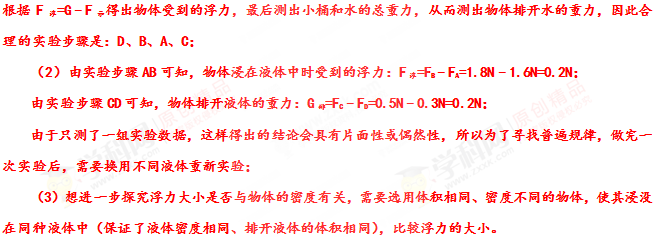 根据 F浮=G﹣F示得出物体受到的浮力，最后测出小桶和水的总重力，从而测出物体排开水的重力，因此合
理的实验步骤是：D、B、A、C；
（2）由实验步骤AB可知，物体浸在液体中时受到的浮力：F浮=FB﹣FA=1.8N﹣1.6N=0.2N；
由实验步骤CD可知，物体排开液体的重力：G排=FC﹣FD=0.5N﹣0.3N=0.2N；
由于只测了一组实验数据，这样得出的结论会具有片面性或偶然性，所以为了寻找普遍规律，做完一
次实验后，需要换用不同液体重新实验；
（3）想进一步探究浮力大小是否与物体的密度有关，需要选用体积相同、密度不同的物体，使其浸没
在同种液体中（保证了液体密度相同、排开液体的体积相同），比较浮力的大小。